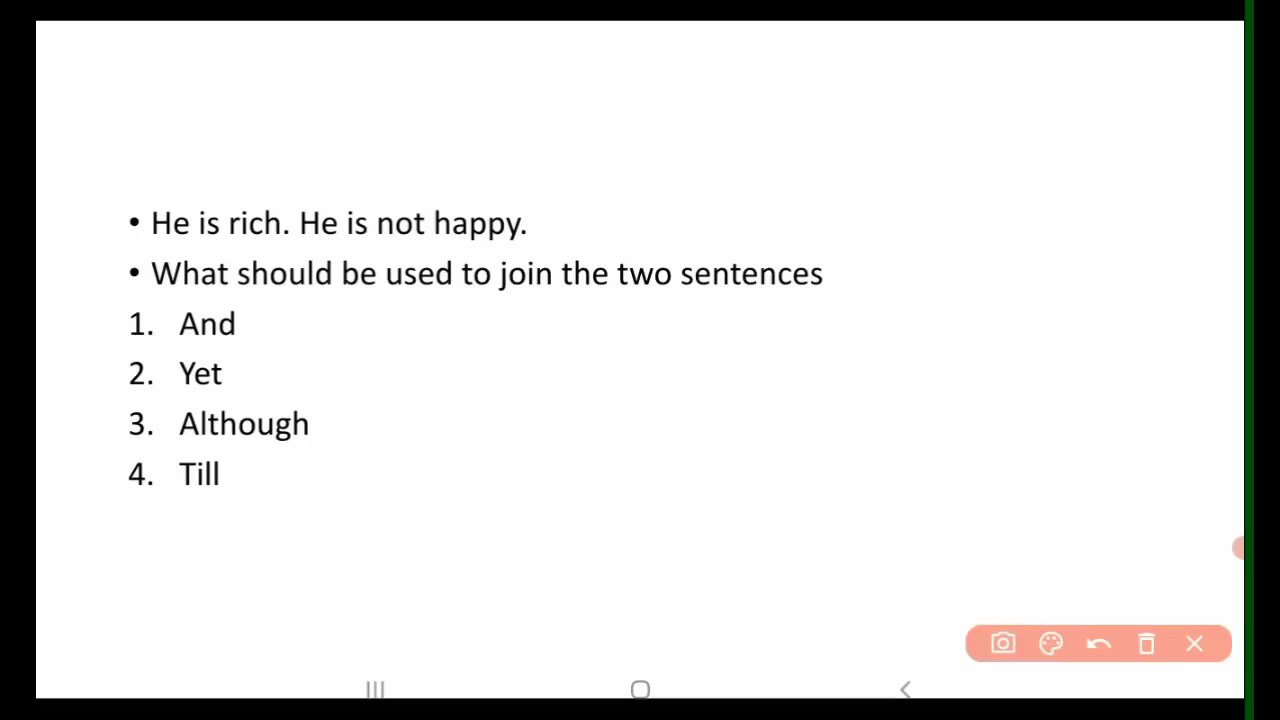 • He is rich. He is not happy.
• What should be used to join the two sentences
1. And
2. Yet
3. Although
4. Till